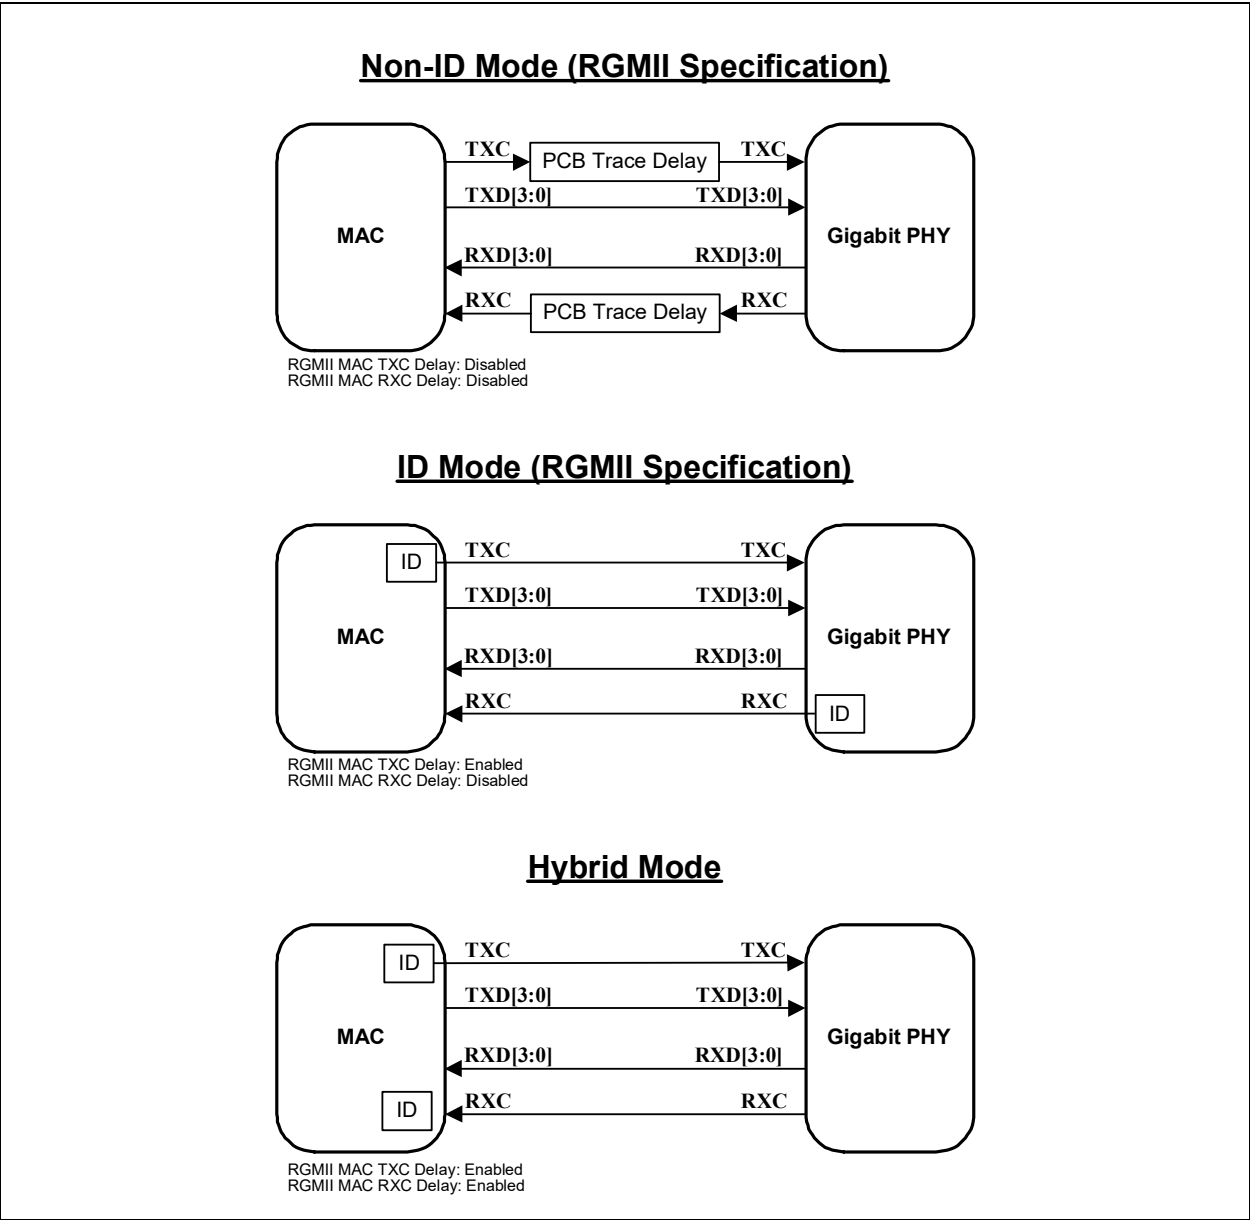 Non-ID Mode (RGMII Specification)
TXC PCB Trace Delay TXC
TXD[3:0] TXD[3:0]
MAC Gigabit PHY
RXD[3:0] RXD[3:0]
RXC PCB Trace Delay RXC
RGMII MAC TXC Delay: Disabled
RGMII MAC RXC Delay: Disabled
ID Mode (RGMII Specification)
ID TXC TXC
TXD[3:0] TXD[3:0]
MAC Gigabit PHY
RXD[3:0] RXD[3:0]
RXC RXC ID
RGMII MAC TXC Delay: Enabled
RGMII MAC RXC Delay: Disabled
Hybrid Mode
ID TXC TXC
TXD[3:0] TXD[3:0]
MAC Gigabit PHY
RXD[3:0] RXD[3:0]
ID RXC RXC
RGMII MAC TXC Delay: Enabled
RGMII MAC RXC Delay: Enabled